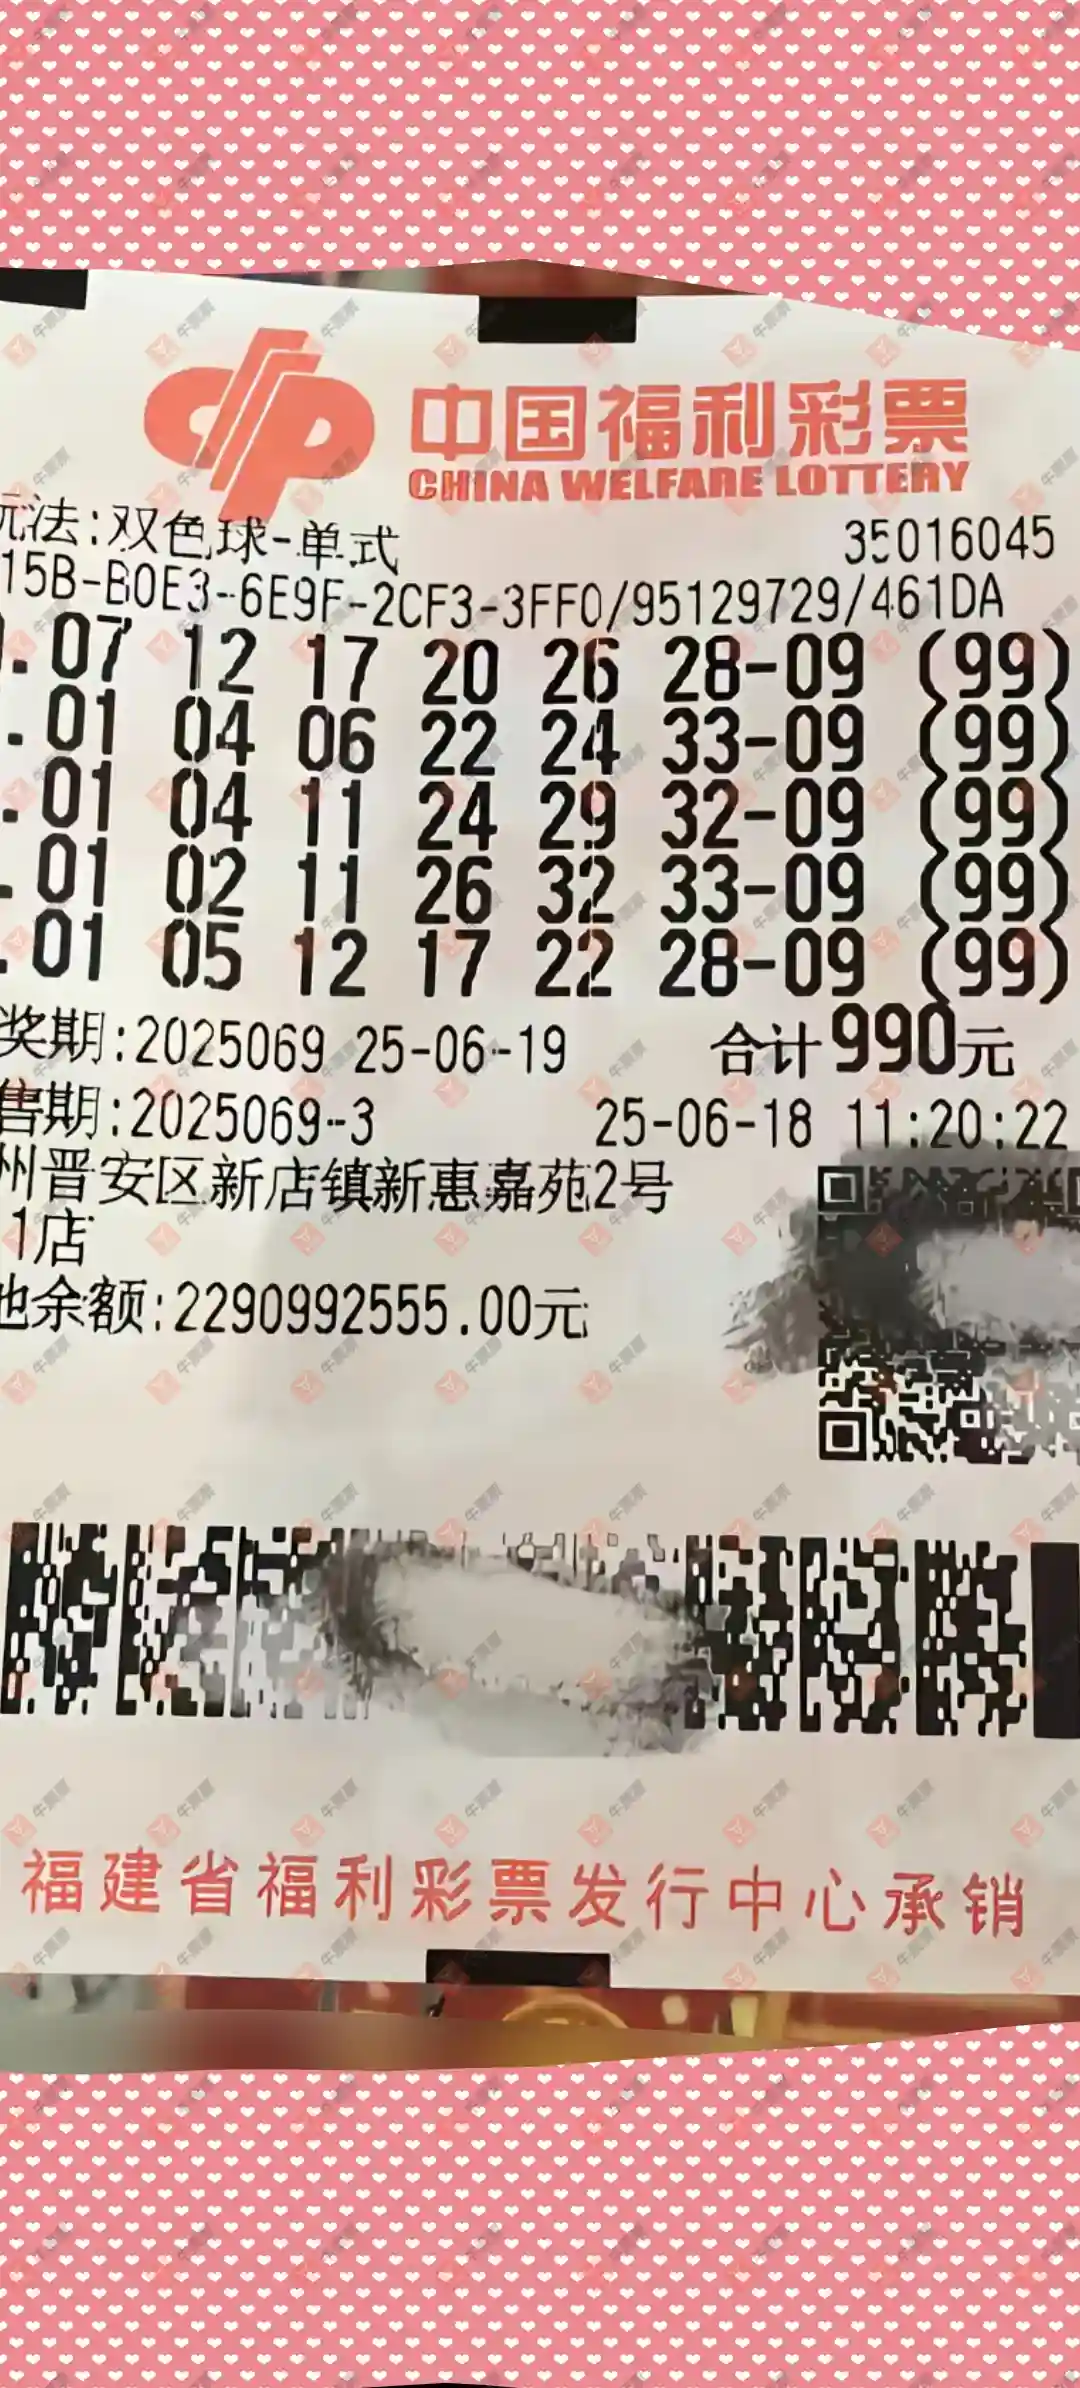 中国福利彩票
CHINA WELFARE LOTTERY
玩法:双色球-单式 35016045
15B-B0E3-6E9F-2CF3-3FF0/95129729/461DA
.07 12 17 20 26 28-09 (99)
.01 04 06 22 24 33-09 (99)
.01 04 11 24 29 32-09 (99)
.01 02 11 26 32 33-09 (99)
.01 05 12 17 22 28-09 (99)
奖期:2025069 25-06-19 合计990元
售期:2025069-3 25-06-18 11:20:22
州晋安区新店镇新惠嘉苑2号
1店
池余额:2290992555.00元
福建省福利彩票发行中心承销